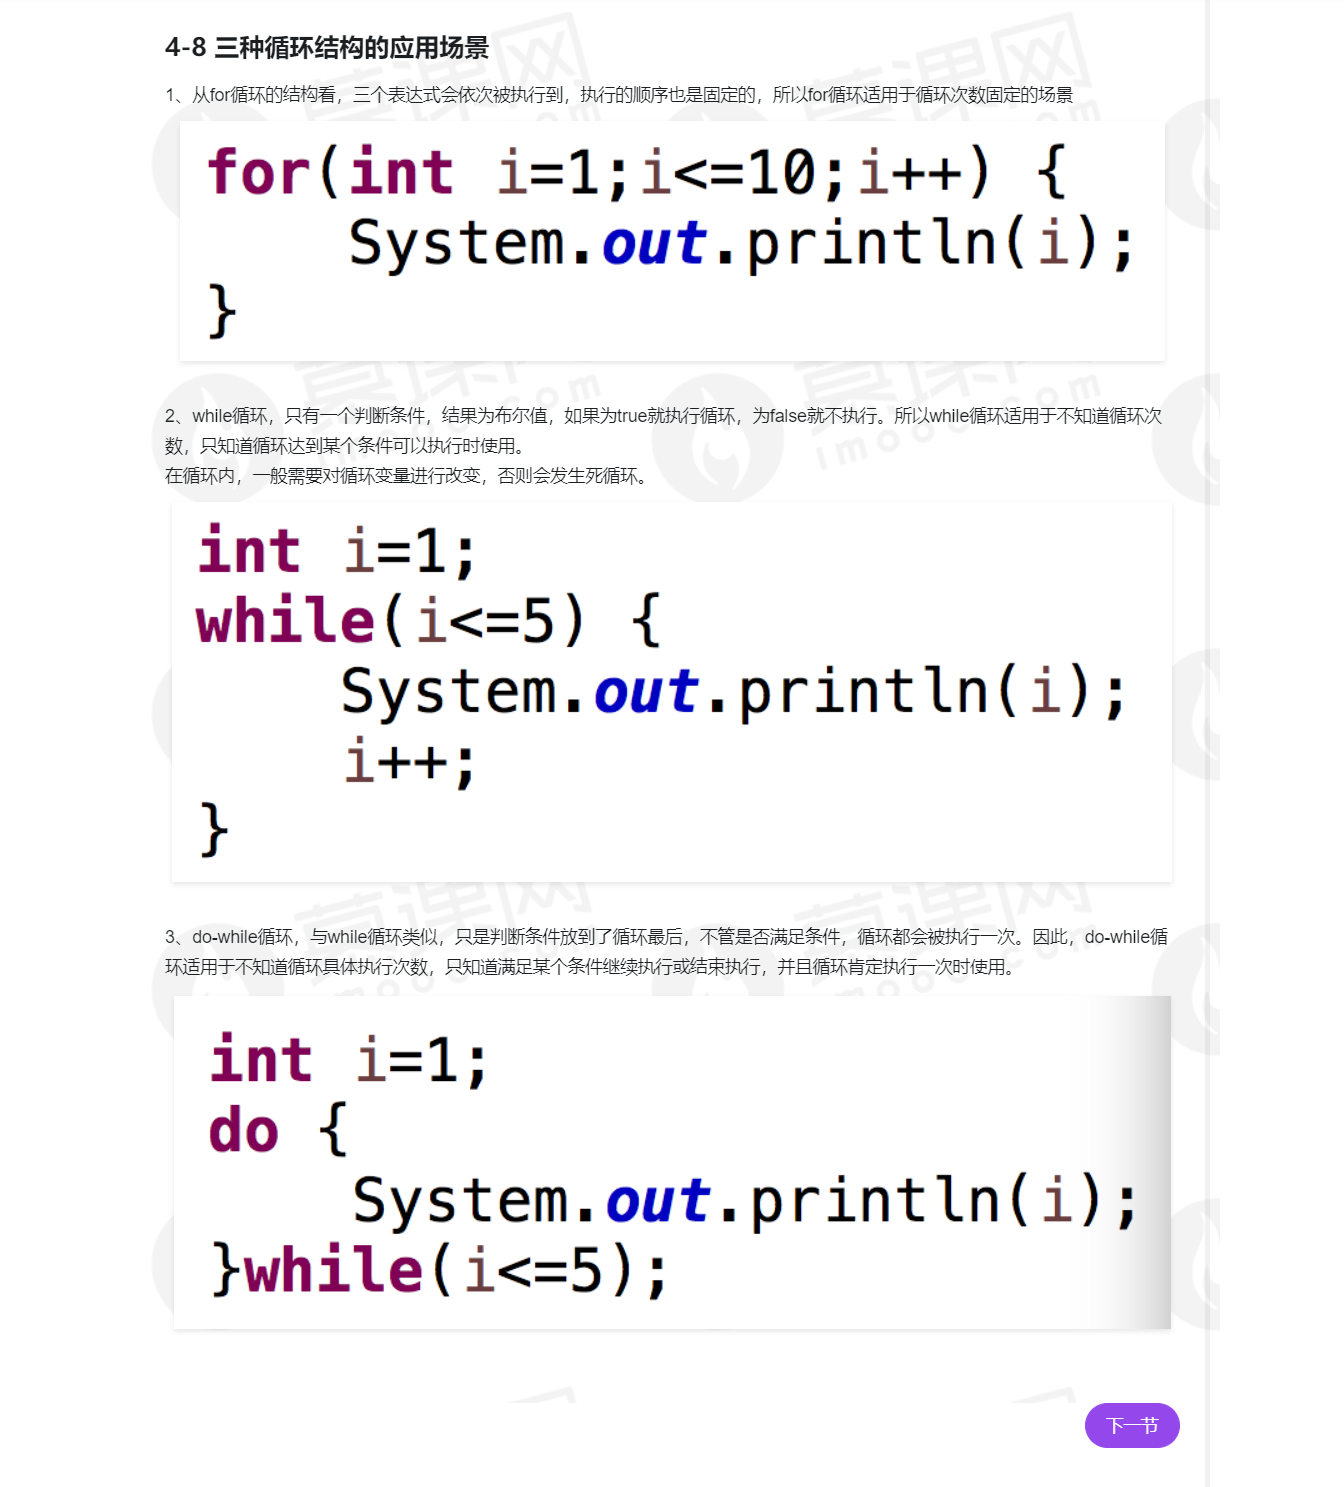 4-8 三种循环结构的应用场景
1、从for循环的结构看，三个表达式会依次被执行到，执行的顺序也是固定的，所以for循环适用于循环次数固定的场景
for(int i=1;i<=10;i++) {
System.out.println(i);
}
2、while循环，只有一个判断条件，结果为布尔值，如果为true就执行循环，为false就不执行。所以while循环适用于不知道循环次
数，只知道循环达到某个条件可以执行时使用。
在循环内，一般需要对循环变量进行改变，否则会发生死循环。
int i=1;
while(i<=5) {
System.out.println(i);
i++;
}
3、do-while循环，与while循环类似，只是判断条件放到了循环最后，不管是否满足条件，循环都会被执行一次。因此，do-while循
环适用于不知道循环具体执行次数，只知道满足某个条件继续执行或结束执行，并且循环肯定执行一次时使用。
int i=1;
do {
System.out.println(i);
}while(i<=5);
下一节
慕课网
imooc.com